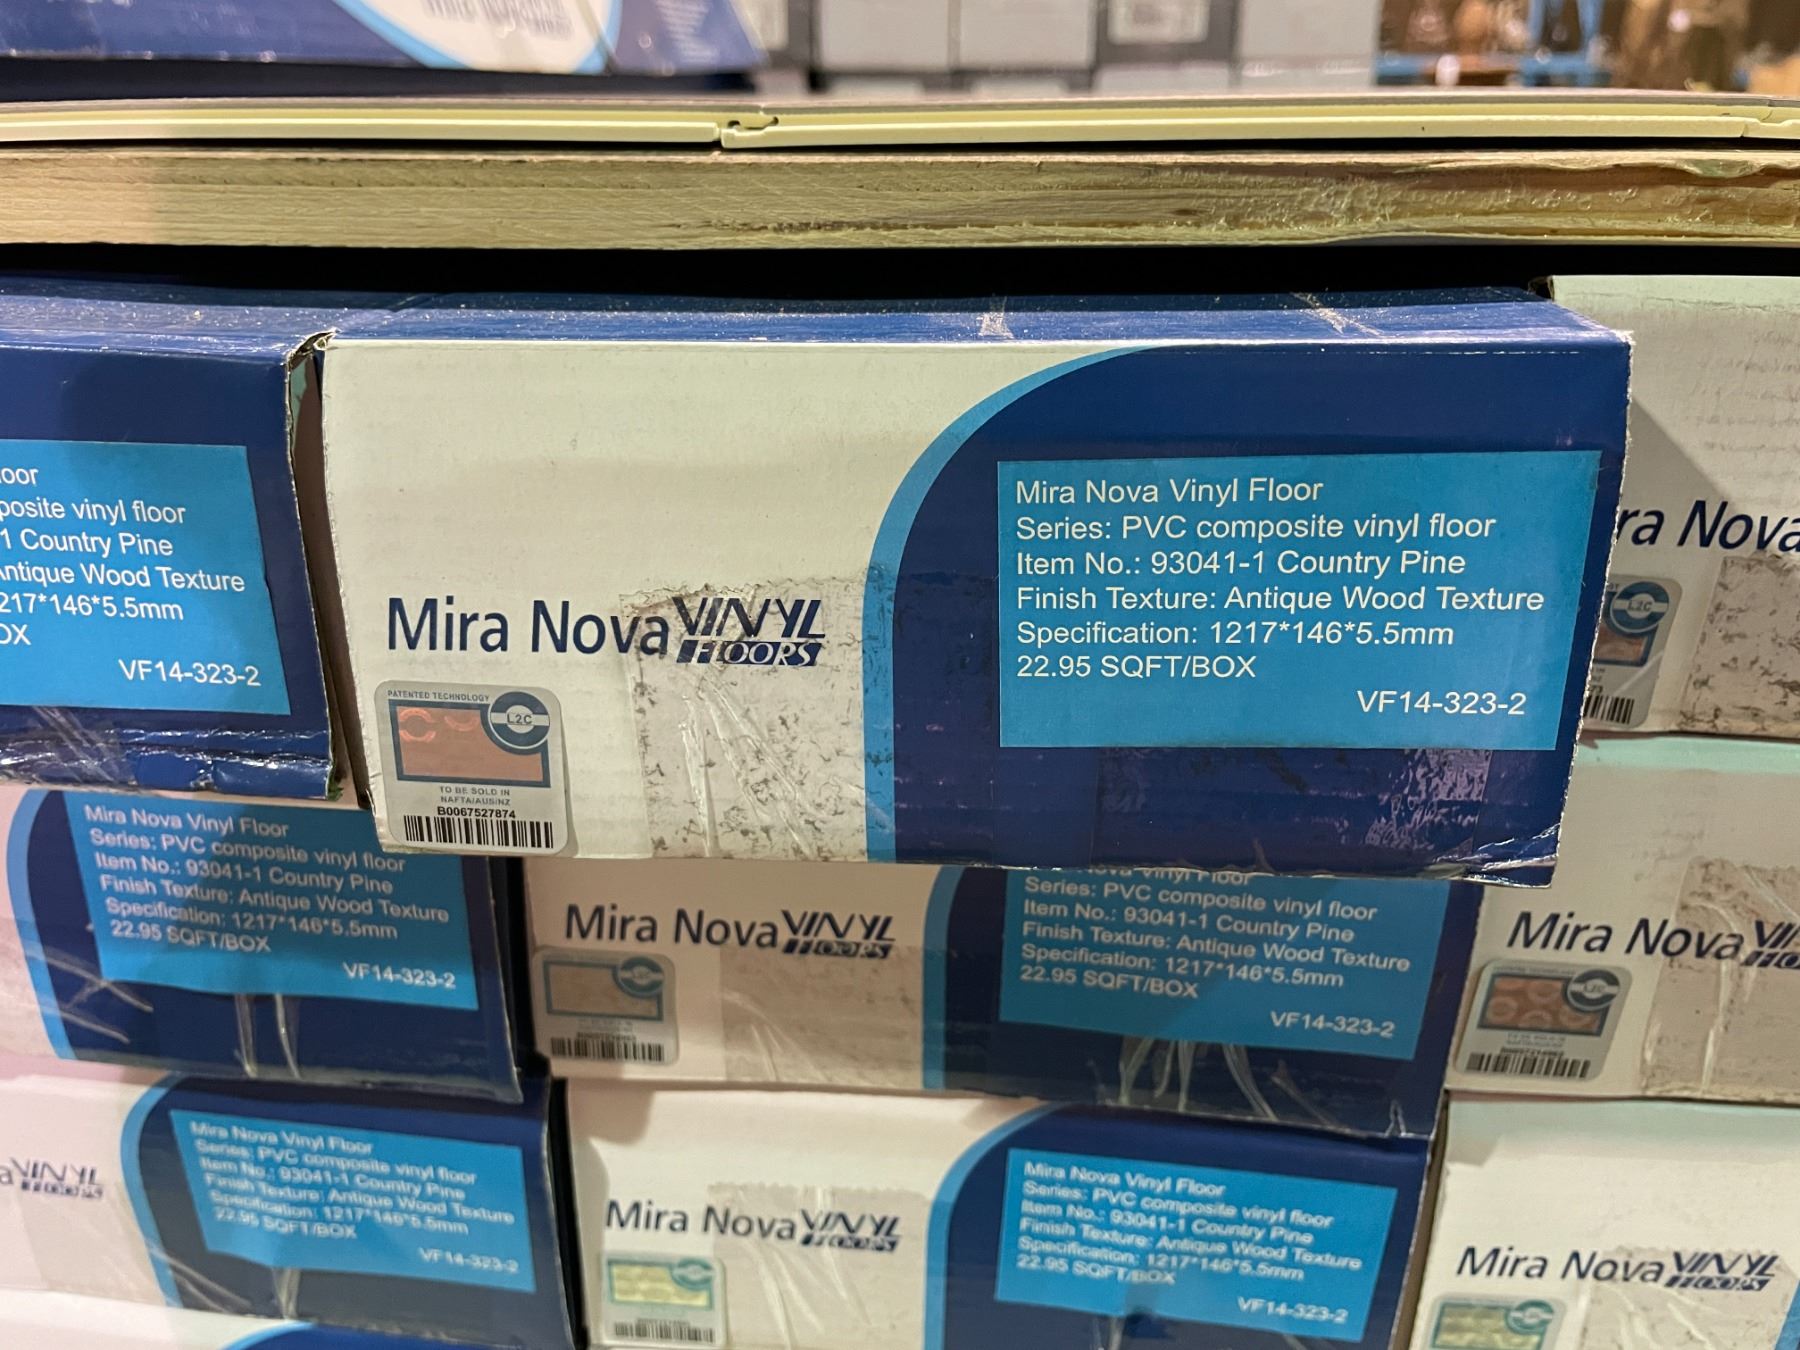 Mira Nova VINYL
FLOORS
PATENTED TECHNOLOGY
L2C
TO BE SOLD IN
NAFTA/AUS/NZ
B0067527874
Mira Nova Vinyl Floor
Series: PVC composite vinyl floor
Item No.: 93041-1 Country Pine
Finish Texture: Antique Wood Texture
Specification: 1217*146*5.5mm
22.95 SQFT/BOX
VF14-323-2
oor
posite vinyl floor
1 Country Pine
Antique Wood Texture
217*146*5.5mm
OX
VF14-323-2
ra Nova
L2C
Mira Nova Vinyl Floor
Series: PVC composite vinyl floor
Item No.: 93041-1 Country Pine
Finish Texture: Antique Wood Texture
Specification: 1217*146*5.5mm
22.95 SQFT/BOX
VF14-323-2
Mira Nova VINYL
FLOORS
Vinyl Floor
Series: PVC composite vinyl floor
Item No.: 93041-1 Country Pine
Finish Texture: Antique Wood Texture
Specification: 1217*146*5.5mm
22.95 SQFT/BOX
VF14-323-2
Mira Nova VI
FLO
L2C
a VINYL
FLOORS
Mira Nova Vinyl Floor
Series: PVC composite vinyl floor
Item No.: 93041-1 Country Pine
Finish Texture: Antique Wood Texture
Specification: 1217*146*5.5mm
22.95 SQFT/BOX
VF14-323-2
Mira Nova VINYL
FLOORS
Mira Nova Vinyl Floor
Series: PVC composite vinyl floor
Item No.: 93041-1 Country Pine
Finish Texture: Antique Wood Texture
Specification: 1217*146*5.5mm
22.95 SQFT/BOX
VF14-323-2
Mira Nova VINYL
FLOORS